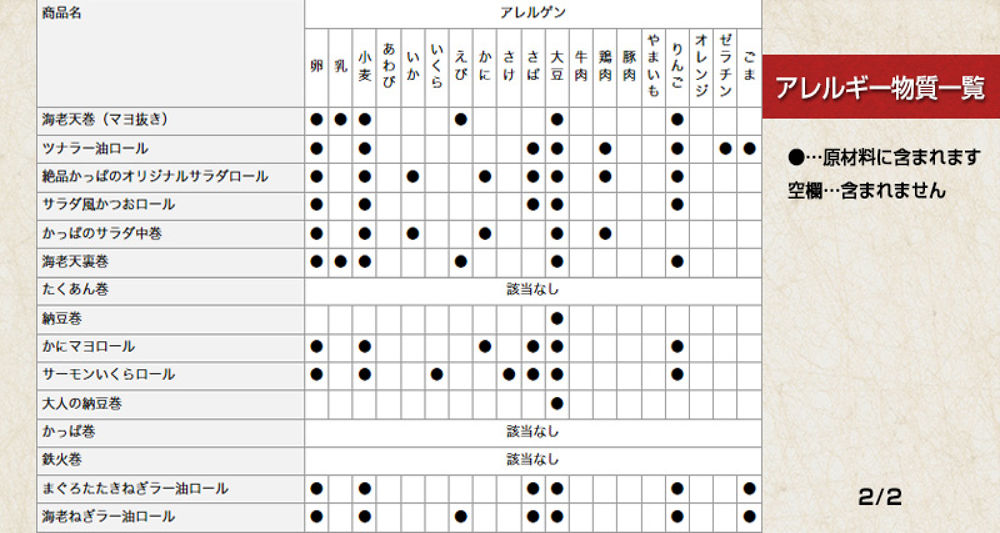 商品名 アレルゲン
卵 乳 小麦 あわび いか いくら えび かに さけ さば 大豆 牛肉 鶏肉 豚肉 やまいも りんご オレンジ ゼラチン ごま
海老天巻（マヨ抜き） ● ● ● ● ● ●
ツナラー油ロール ● ● ● ● ● ● ● ●
絶品かっぱのオリジナルサラダロール ● ● ● ● ● ● ● ●
サラダ風かつおロール ● ● ● ● ●
かっぱのサラダ中巻 ● ● ● ● ● ●
海老天裏巻 ● ● ● ● ● ●
たくあん巻 該当なし
納豆巻 ●
かにマヨロール ● ● ● ● ● ●
サーモンいくらロール ● ● ● ● ● ● ●
大人の納豆巻 ●
かっぱ巻 該当なし
鉄火巻 該当なし
まぐろたたきねぎラー油ロール ● ● ● ● ● ●
海老ねぎラー油ロール ● ● ● ● ● ● ●
アレルギー物質一覧
●…原材料に含まれます
空欄…含まれません
2/2